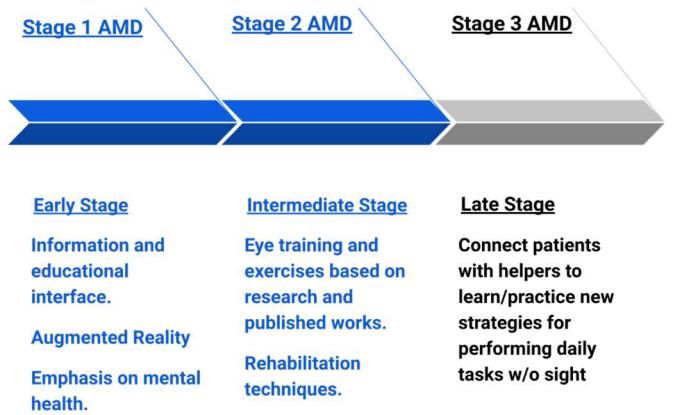 Stage 1 AMD
Stage 2 AMD
Stage 3 AMD
Early Stage
Information and
educational
interface.
Augmented Reality
Emphasis on mental
health.
Intermediate Stage
Eye training and
exercises based on
research and
published works.
Rehabilitation
techniques.
Late Stage
Connect patients
with helpers to
learn/practice new
strategies for
performing daily
tasks w/o sight